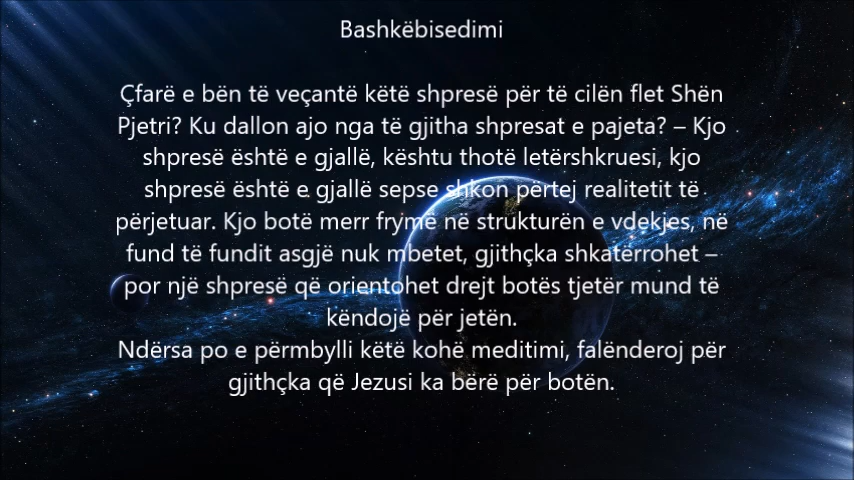 Bashkëbisedimi
Çfarë e bën të veçantë këtë shpresë për të cilën flet Shën
Pjetri? Ku dallon ajo nga të gjitha shpresat e pajeta? – Kjo
shpresë është e gjallë, kështu thotë letërshkruesi, kjo
shpresë është e gjallë sepse shkon përtej realitetit të
përjetuar. Kjo botë merr frymë në strukturën e vdekjes, në
fund të fundit asgjë nuk mbetet, gjithçka shkatërrohet –
por një shpresë që orientohet drejt botës tjetër mund të
këndojë për jetën.
Ndërsa po e përmbylli këtë kohë meditimi, falënderoj për
gjithçka që Jezusi ka bërë për botën.